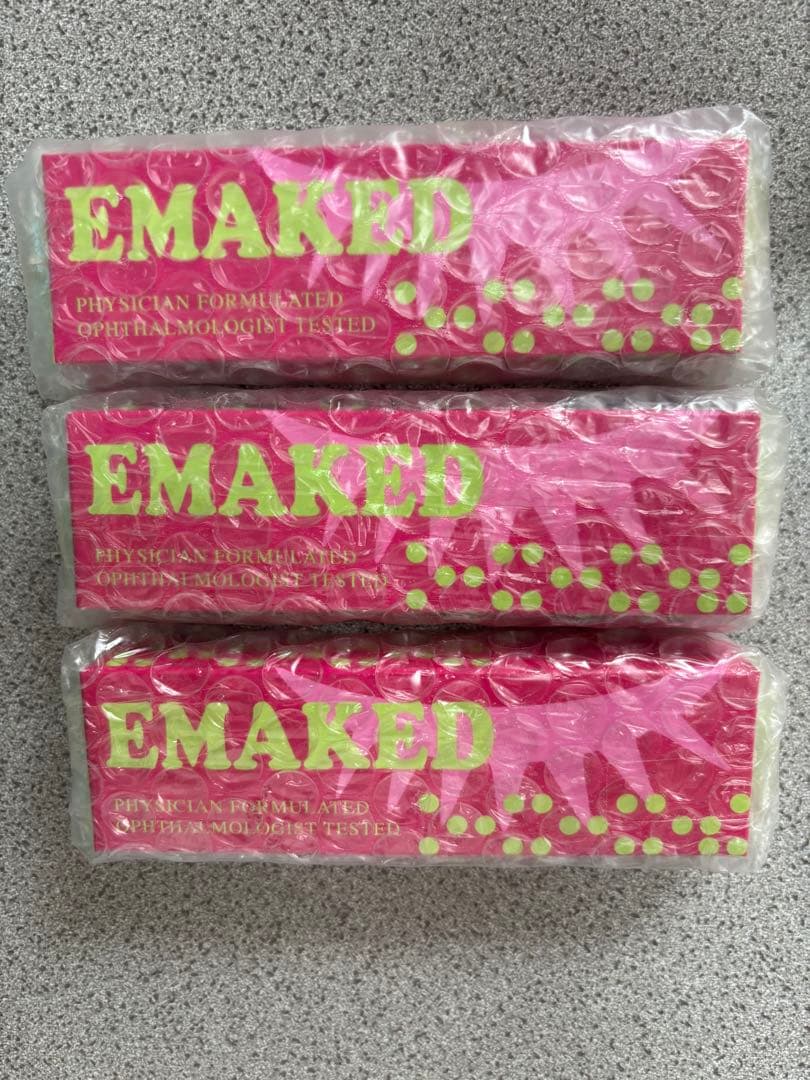 EMAKED
PHYSICIAN FORMULATED
OPHTHALMOLOGIST TESTED
EMAKED
PHYSICIAN FORMULATED
OPHTHALMOLOGIST TESTED
EMAKED
PHYSICIAN FORMULATED
OPHTHALMOLOGIST TESTED